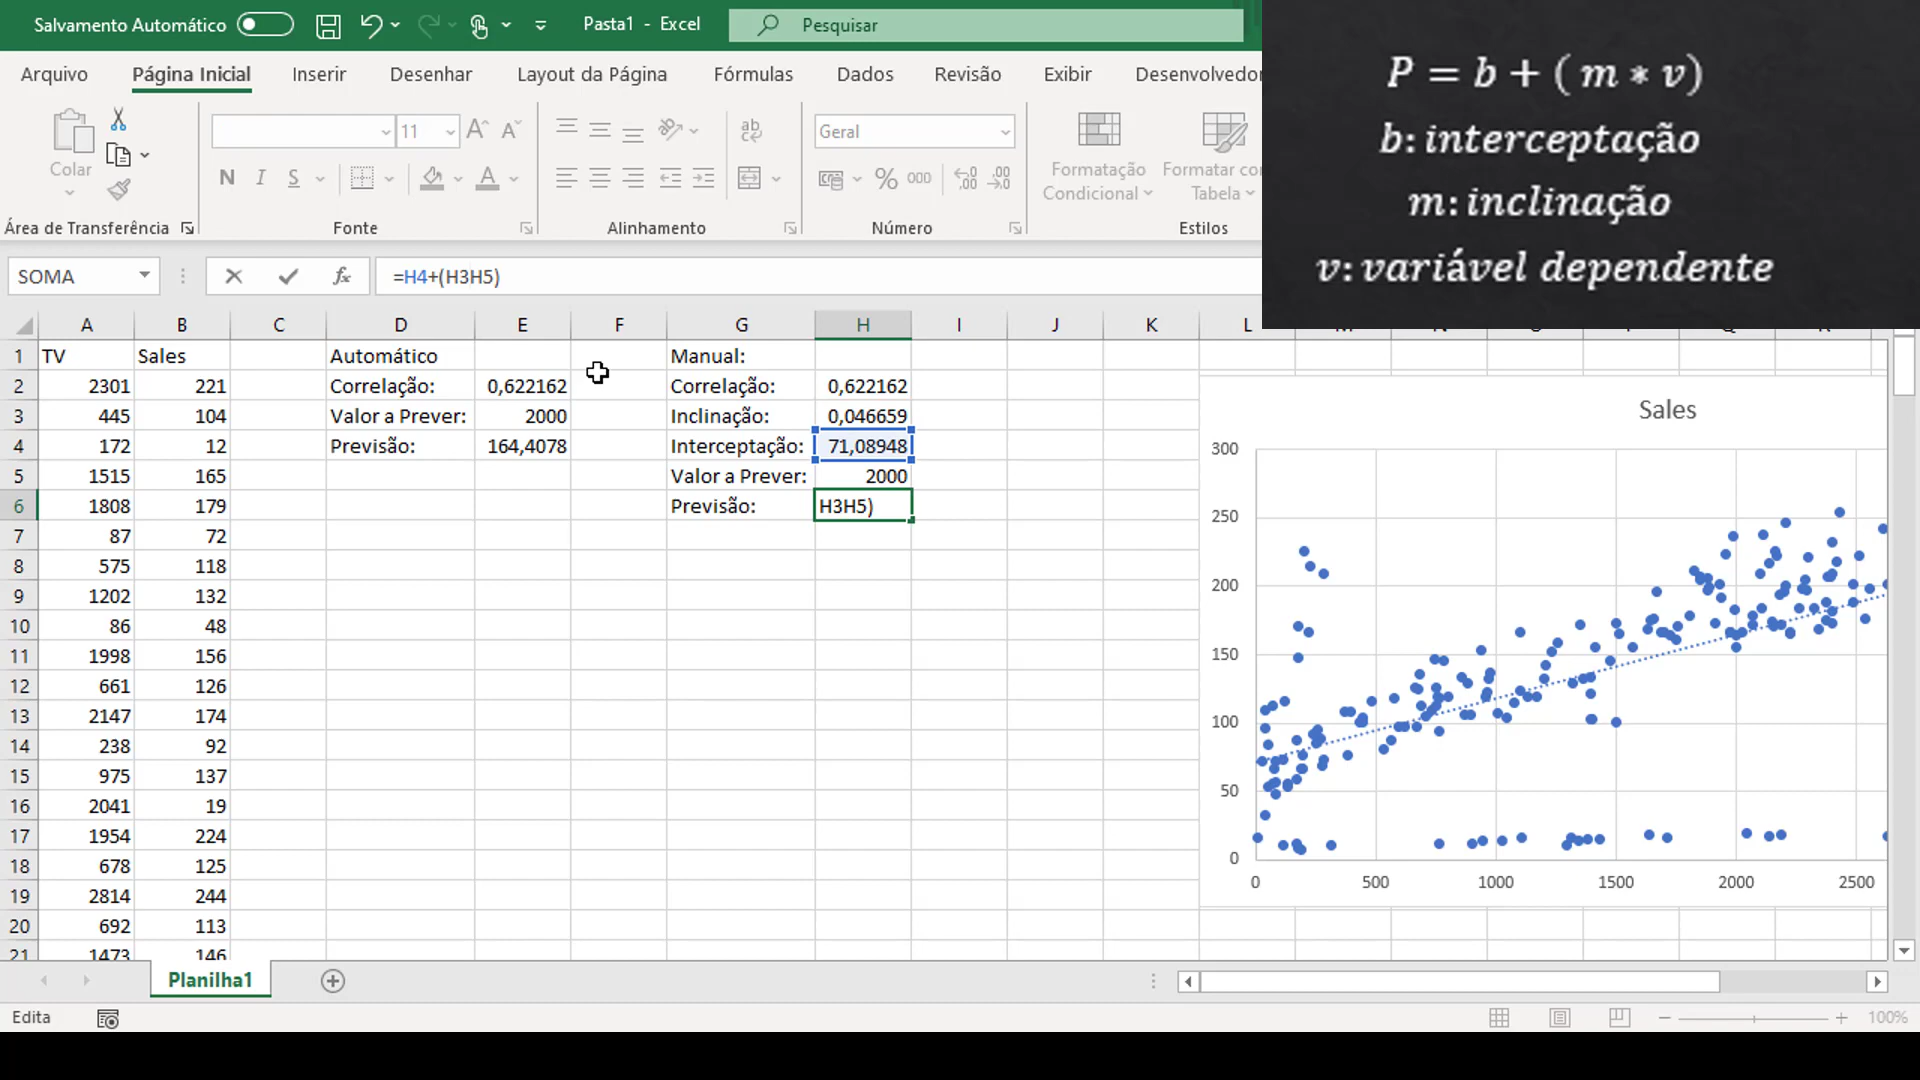 Salvamento Automático
Pasta1 - Excel
Pesquisar
Arquivo Página Inicial Inserir Desenhar Layout da Página Fórmulas Dados Revisão Exibir Desenvolvedor
Colar
Área de Transferência
11
N I S
Fonte
ab
Alinhamento
Geral
% 000
Número
Formatação Condicional
Formatar co
Tabela
Estilos
P = b + ( m * v)
b: interceptação
m: inclinação
v: variável dependente
SOMA
fx
=H4+(H3H5)
A B C D E F G H I J K L
1 TV Sales Automático Manual:
2 2301 221 Correlação: 0,622162 Correlação: 0,622162
3 445 104 Valor a Prever: 2000 Inclinação: 0,046659
4 172 12 Previsão: 164,4078 Interceptação: 71,08948
5 1515 165 Valor a Prever: 2000
6 1808 179 Previsão: H3H5)
7 87 72
8 575 118
9 1202 132
10 86 48
11 1998 156
12 661 126
13 2147 174
14 238 92
15 975 137
16 2041 19
17 1954 224
18 678 125
19 2814 244
20 692 113
21 1473 146
Sales
300
250
200
150
100
50
0
0 500 1000 1500 2000 2500
Planilha1
Edita
100%